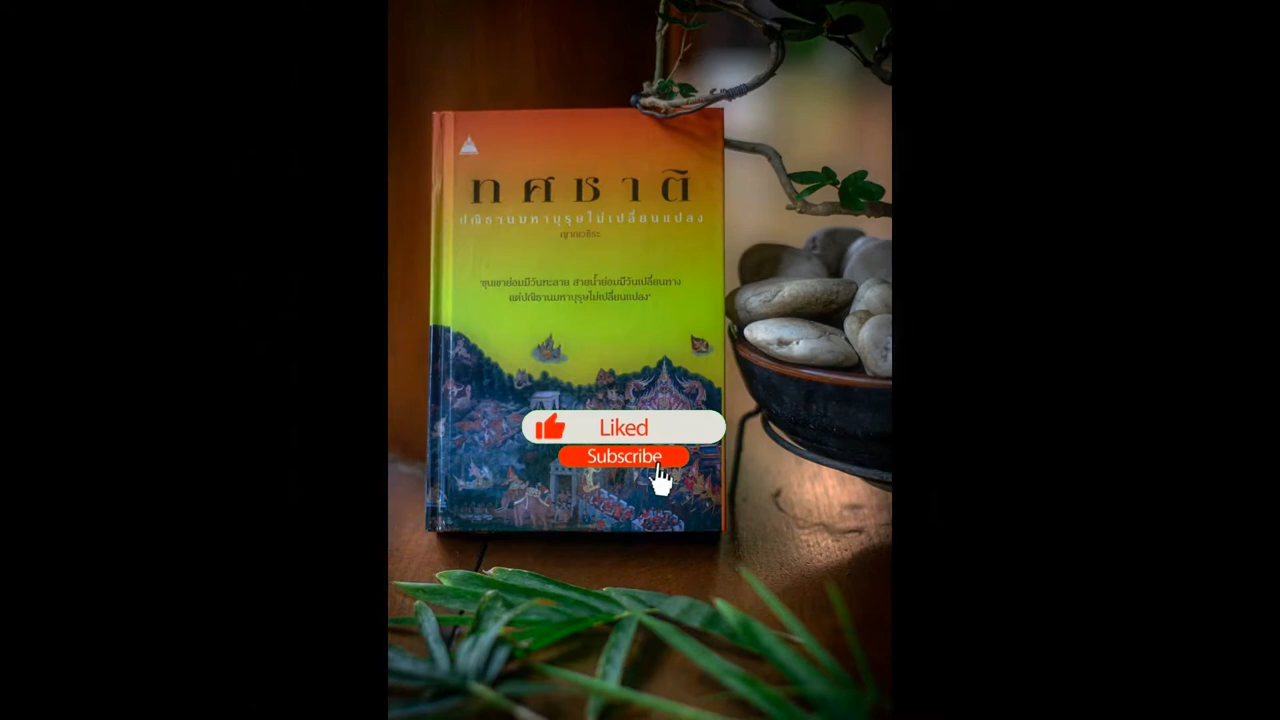 ทศชาติ
ปณิธานมหาบุรุษไม่เปลี่ยนแปลง
ญาณวชิระ
"ขุนเขาย่อมมีวันทะลาย สายน้ำย่อมมีวันเปลี่ยนทาง
แต่ปณิธานมหาบุรุษไม่เปลี่ยนแปลง"
Liked
Subscribe